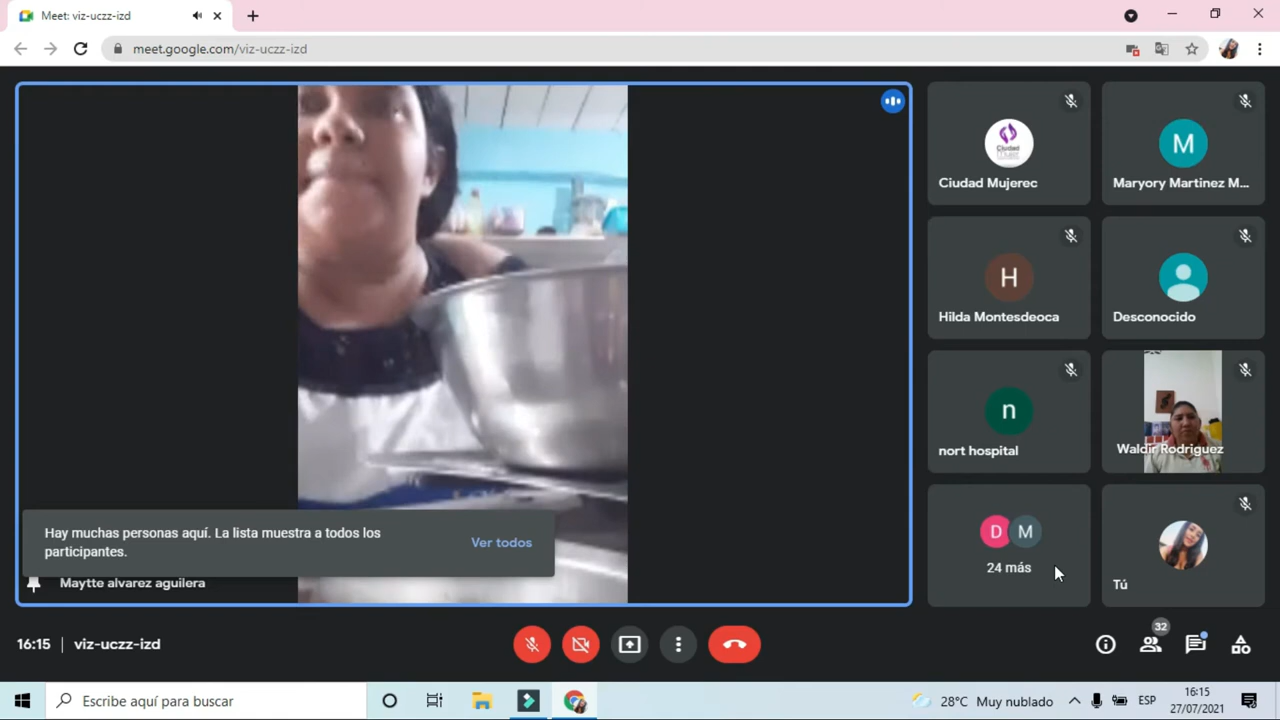 Meet: viz-uczz-izd
meet.google.com/viz-uczz-izd
Ciudad Mujerec
Maryory Martinez M...
M
H
Hilda Montesdeoca
Desconocido
n
nort hospital
Waldir Rodriguez
D M
24 más
Tú
Hay muchas personas aquí. La lista muestra a todos los
participantes.
Ver todos
Maytte alvarez aguilera
16:15 | viz-uczz-izd
32
Escribe aquí para buscar
28°C Muy nublado
ESP
16:15
27/07/2021